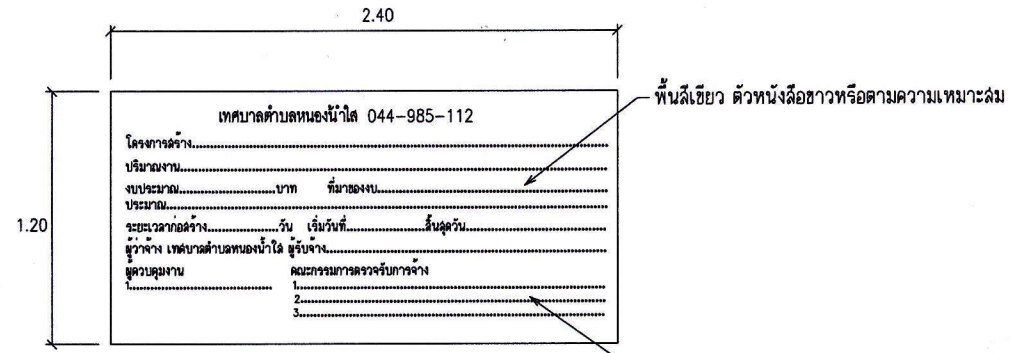 2.40
พื้นสีเขียว ตัวหนังสือขาวหรือตามความเหมาะสม
1.20
เทศบาลตำบลหนองน้ำใส 044-985-112
โครงการสร้าง........................................
ปริมาณงาน........................................
งบประมาณ....................บาท ที่มาของงบ........................................
ประมาณ........................................
ระยะเวลาก่อสร้าง..................วัน เริ่มวันที่....................สิ้นสุดวัน....................
ผู้ว่าจ้าง เทศบาลตำบลหนองน้ำใส ผู้รับจ้าง........................................
ผู้ควบคุมงาน คณะกรรมการตรวจรับการจ้าง
1.................................... 1........................................
2........................................
3........................................